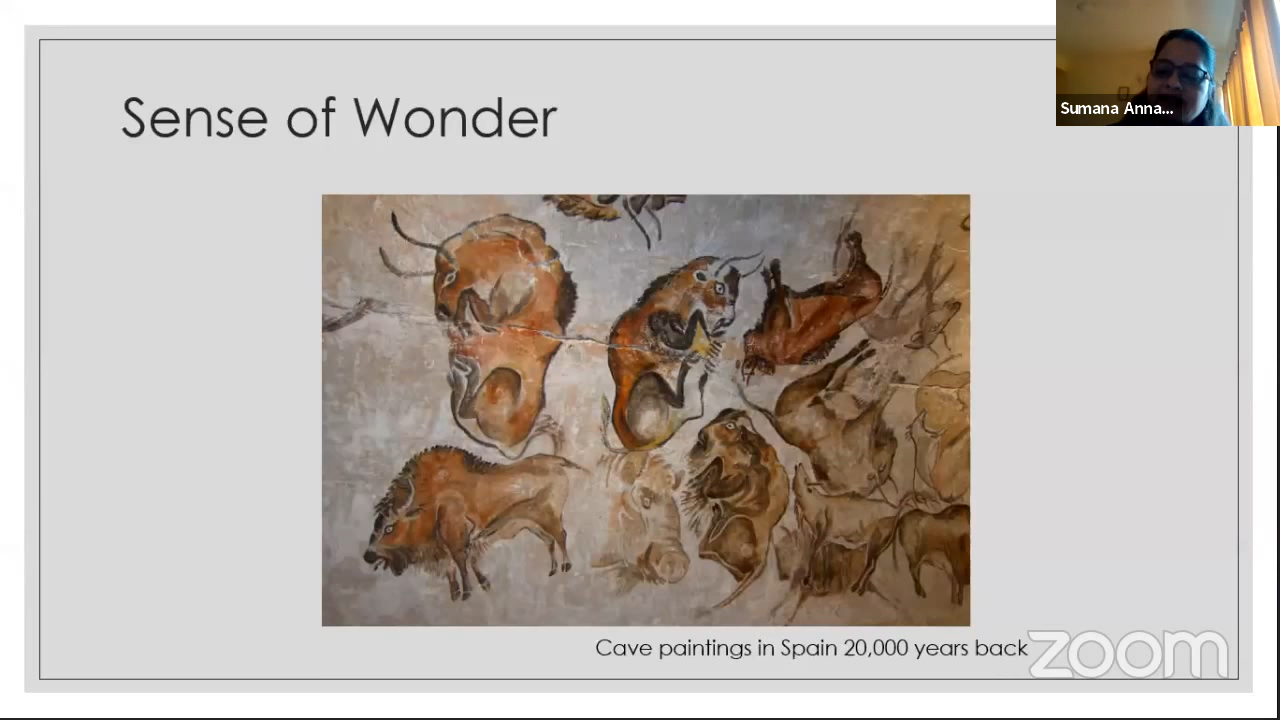 Sense of Wonder
Sumana Anna...
Cave paintings in Spain 20,000 years back
zoom